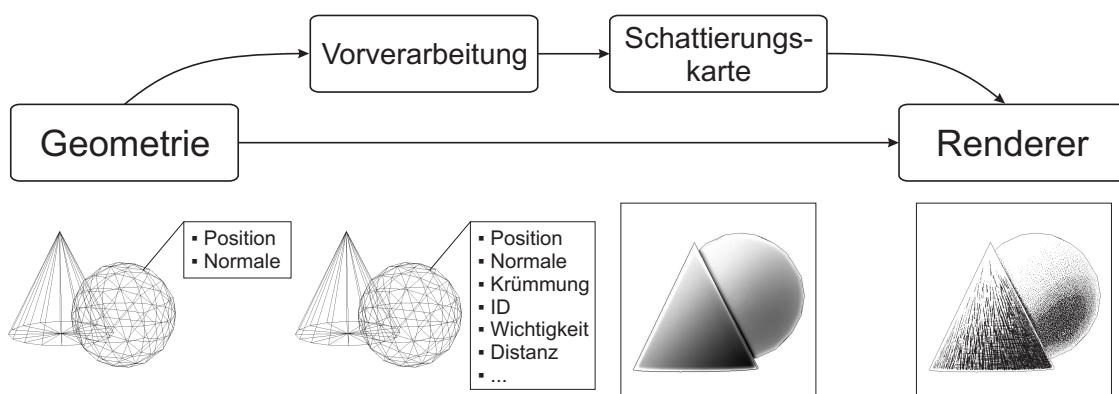 Vorverarbeitung
Schattierungs-
karte
Geometrie
Renderer
▪ Position
▪ Normale
▪ Position
▪ Normale
▪ Krümmung
▪ ID
▪ Wichtigkeit
▪ Distanz
▪ ...